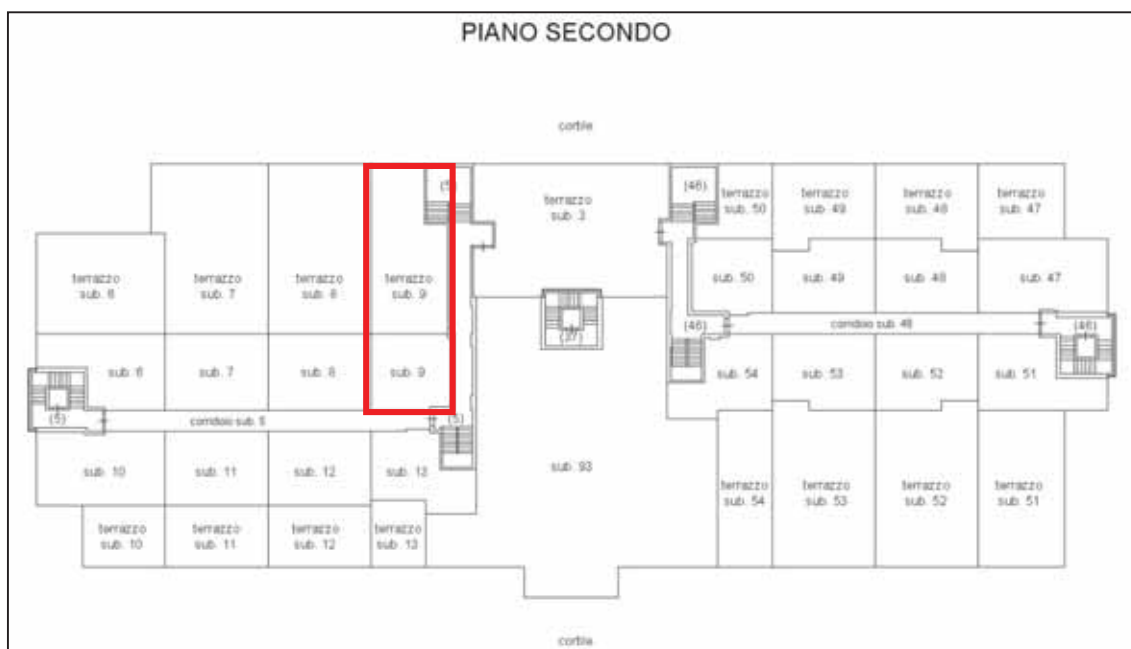 PIANO SECONDO
cortile
(5)
(46)
terrazzo
sub. 3
terrazzo
sub. 50
terrazzo
sub. 49
terrazzo
sub. 48
terrazzo
sub. 47
terrazzo
sub. 6
terrazzo
sub. 7
terrazzo
sub. 8
terrazzo
sub. 9
sub. 50
sub. 49
sub. 48
sub. 47
(37)
(46)
corridoio sub. 46
(46)
sub. 6
sub. 7
sub. 8
sub. 9
sub. 54
sub. 53
sub. 52
sub. 51
(5)
corridoio sub. 5
(5)
sub. 10
sub. 11
sub. 12
sub. 13
sub. 93
terrazzo
sub. 54
terrazzo
sub. 53
terrazzo
sub. 52
terrazzo
sub. 51
terrazzo
sub. 10
terrazzo
sub. 11
terrazzo
sub. 12
terrazzo
sub. 13
cortile